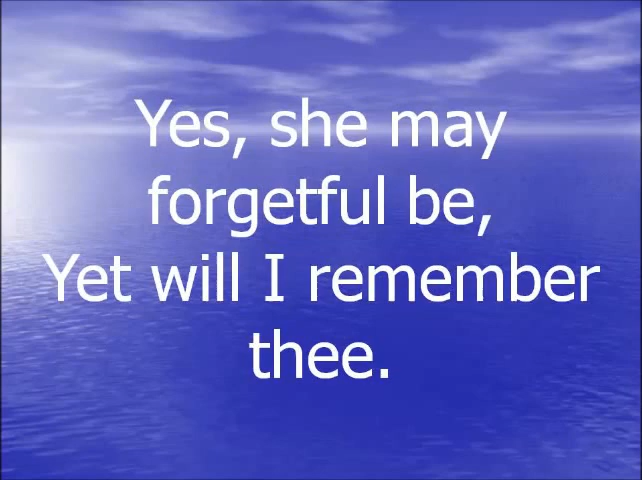 Yes, she may
forgetful be,
Yet will I remember
thee.